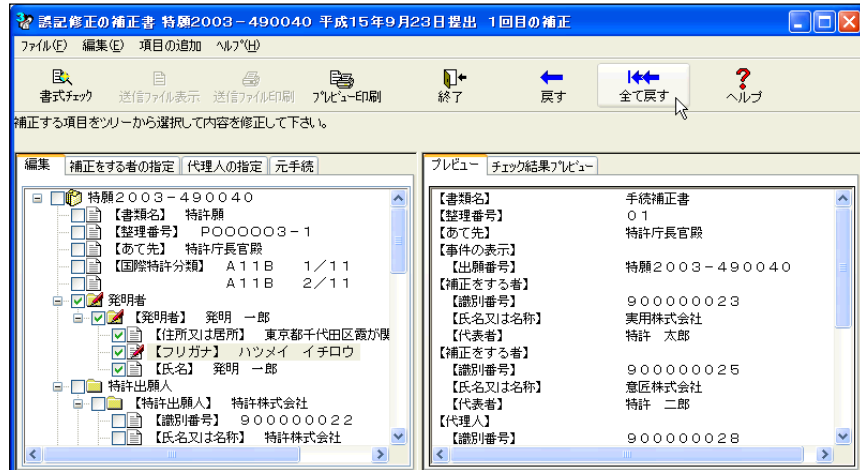 誤記修正の補正書 特願2003-490040 平成15年9月23日提出 1回目の補正
ファイル(F) 編集(E) 項目の追加 ヘルプ(H)
書式チェック 送信ファイル表示 送信ファイル印刷 プレビュー印刷 終了 戻す 全て戻す ヘルプ
補正する項目をツリーから選択して内容を修正して下さい。
編集 補正をする者の指定 代理人の指定 元手続
特願2003-490040
【書類名】 特許願
【整理番号】 P000003-1
【あて先】 特許庁長官殿
【国際特許分類】 A11B 1/11
A11B 2/11
発明者
【発明者】 発明 一郎
【住所又は居所】 東京都千代田区霞が関
【フリガナ】 ハツメイ イチロウ
【氏名】 発明 一郎
特許出願人
【特許出願人】 特許株式会社
【識別番号】 900000022
【氏名又は名称】 特許株式会社
プレビュー チェック結果プレビュー
【書類名】 手続補正書
【整理番号】 01
【あて先】 特許庁長官殿
【事件の表示】
【出願番号】 特願2003-490040
【補正をする者】
【識別番号】 900000023
【氏名又は名称】 実用株式会社
【代表者】 特許 太郎
【補正をする者】
【識別番号】 900000025
【氏名又は名称】 意匠株式会社
【代表者】 特許 二郎
【代理人】
【識別番号】 900000028